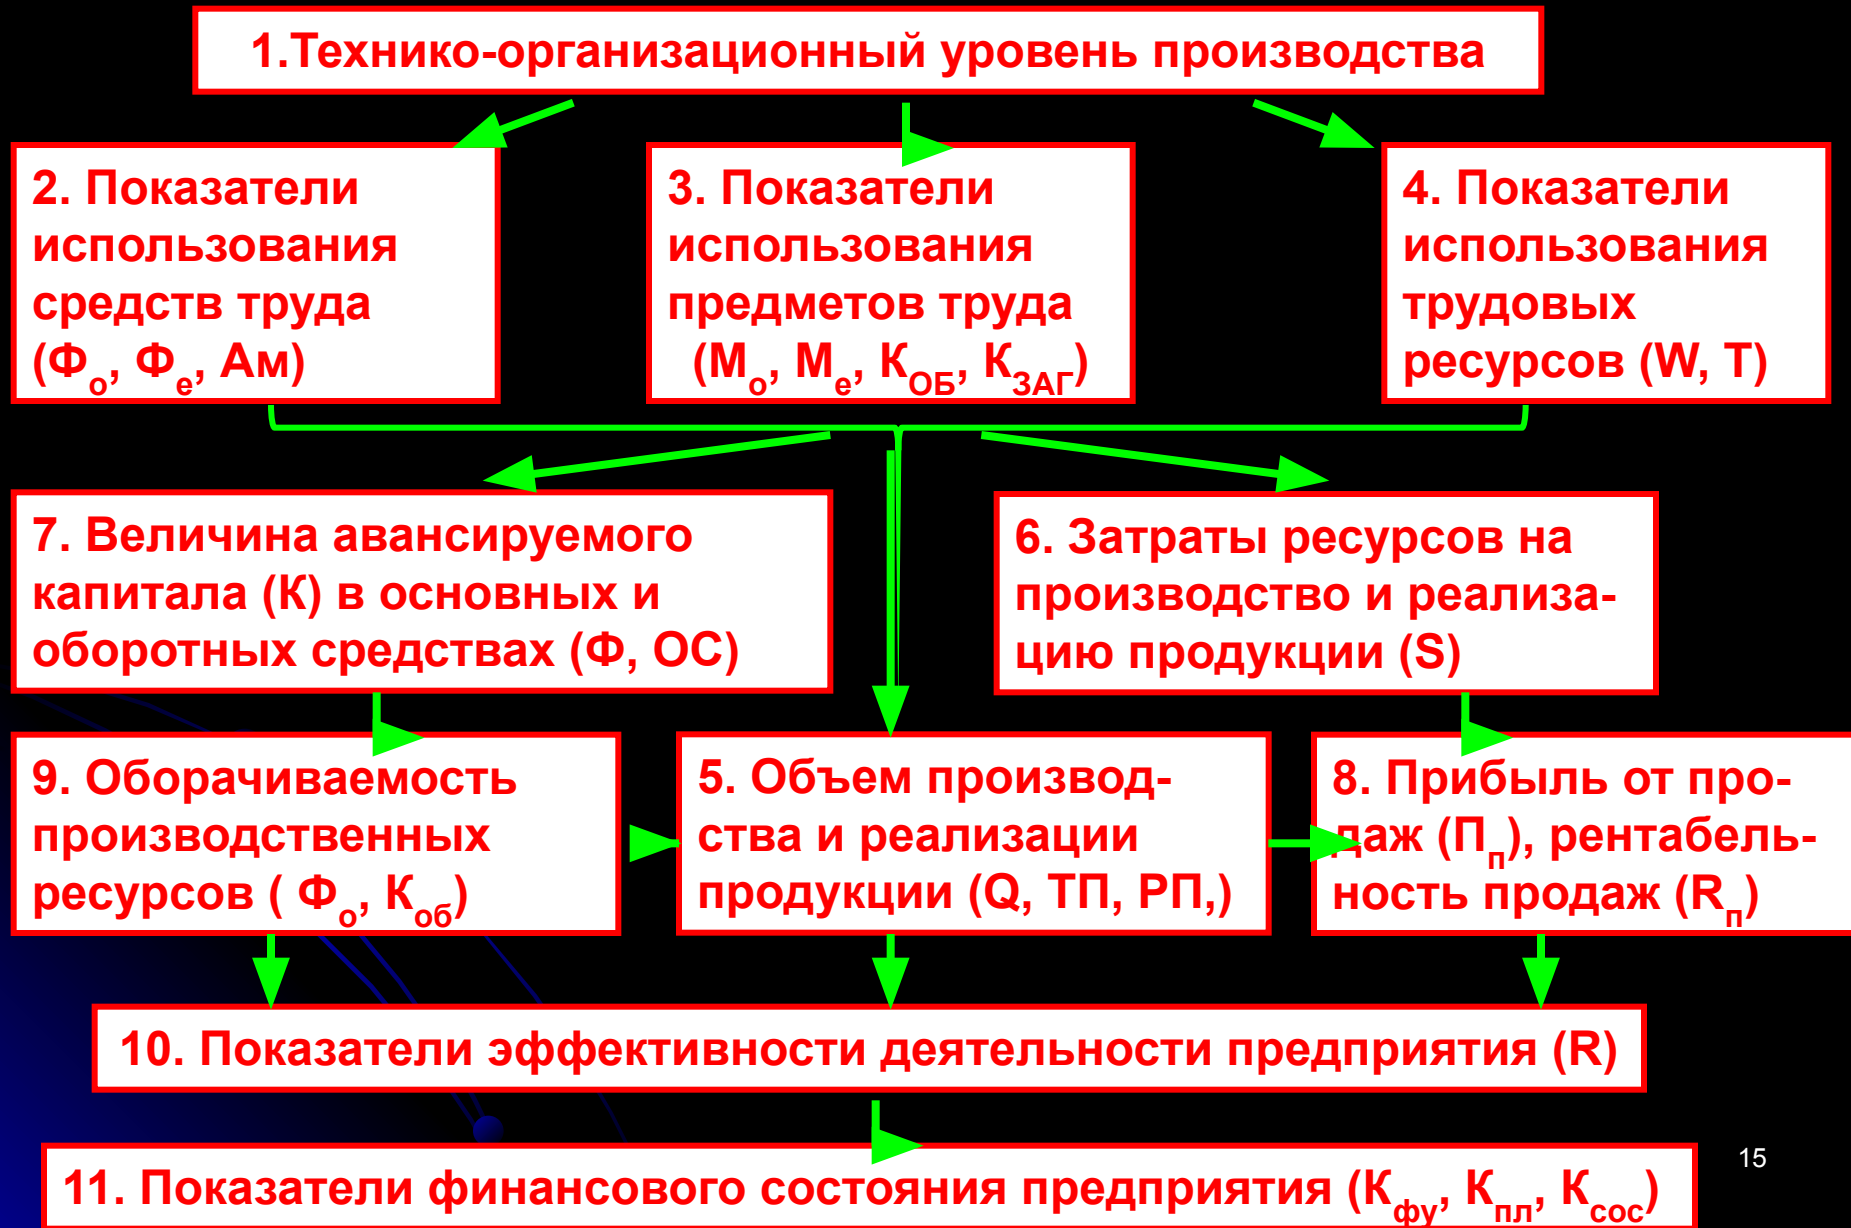 1.Технико-организационный уровень производства
2. Показатели
использования
средств труда
(Фо, Фе, Ам)
3. Показатели
использования
предметов труда
(Мо, Ме, КОБ, КЗАГ)
4. Показатели
использования
трудовых
ресурсов (W, T)
7. Величина авансируемого
капитала (К) в основных и
оборотных средствах (Ф, ОС)
6. Затраты ресурсов на
производство и реализа-
цию продукции (S)
9. Оборачиваемость
производственных
ресурсов ( Фо, Коб)
5. Объем производ-
ства и реализации
продукции (Q, ТП, РП,)
8. Прибыль от про-
даж (Пп), рентабель-
ность продаж (Rп)
10. Показатели эффективности деятельности предприятия (R)
11. Показатели финансового состояния предприятия (Кфу, Кпл, Ксос)
15